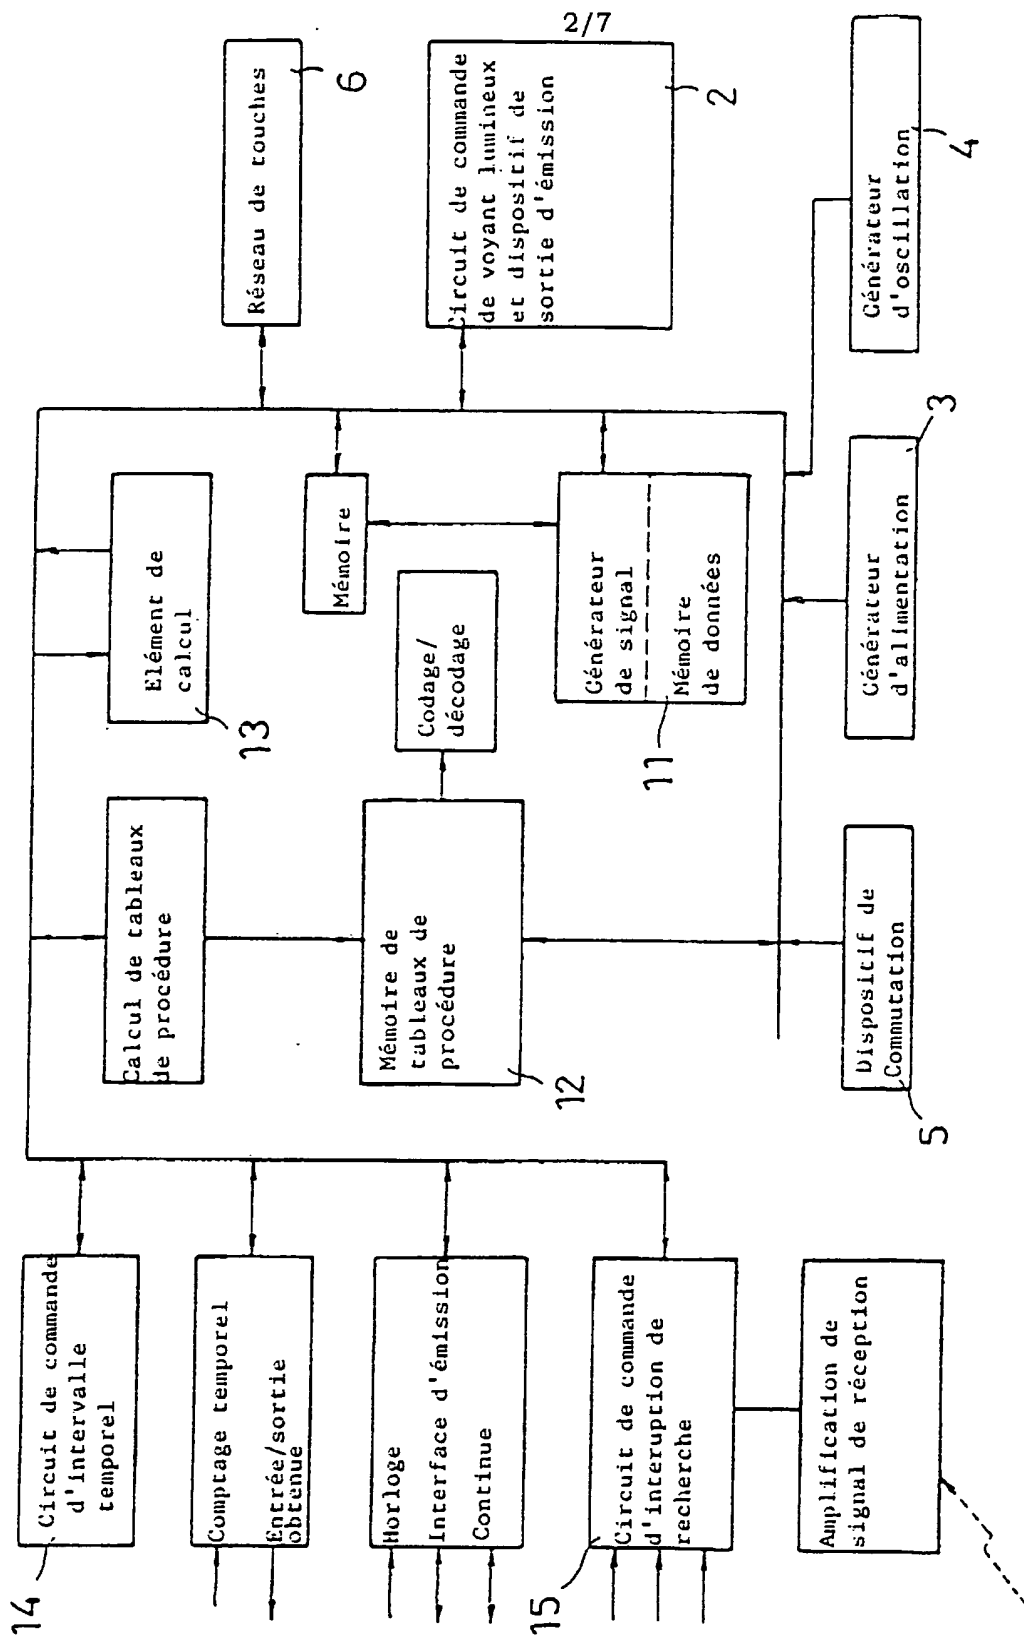 2/7
14
Circuit de commande
d'intervalle
temporel
Comptage temporel
Entrée/sortie
obtenue
Horloge
Interface d'émission
Continue
15
Circuit de commande
d'interuption de
recherche
Amplification de
signal de réception
Calcul de tableaux
de procédure
Mémoire de
tableaux de
procédure
12
Dispositif de
Commutation
5
Elément de
calcul
13
Codage/
décodage
Mémoire
Générateur
de signal
Mémoire
de données
11
Générateur
d'alimentation
3
Réseau de touches
6
Circuit de commande
de voyant lumineux
et dispositif de
sortie d'émission
2
Générateur
d'oscillation
4